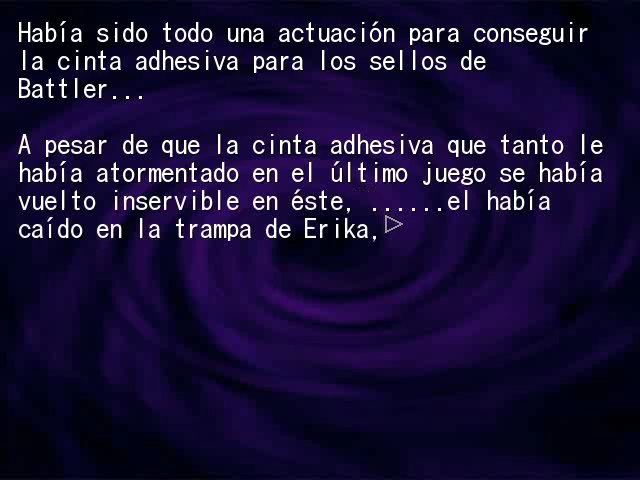 Había sido todo una actuación para conseguir
la cinta adhesiva para los sellos de
Battler...
A pesar de que la cinta adhesiva que tanto le
había atormentado en el último juego se había
vuelto inservible en éste, ......el había
caído en la trampa de Erika,